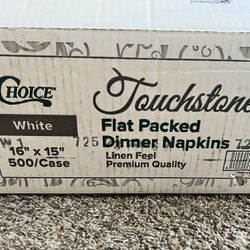 CHOICE® Touchstone
White
Flat Packed
Dinner Napkins
16" x 15"
500/Case
Linen Feel
Premium Quality